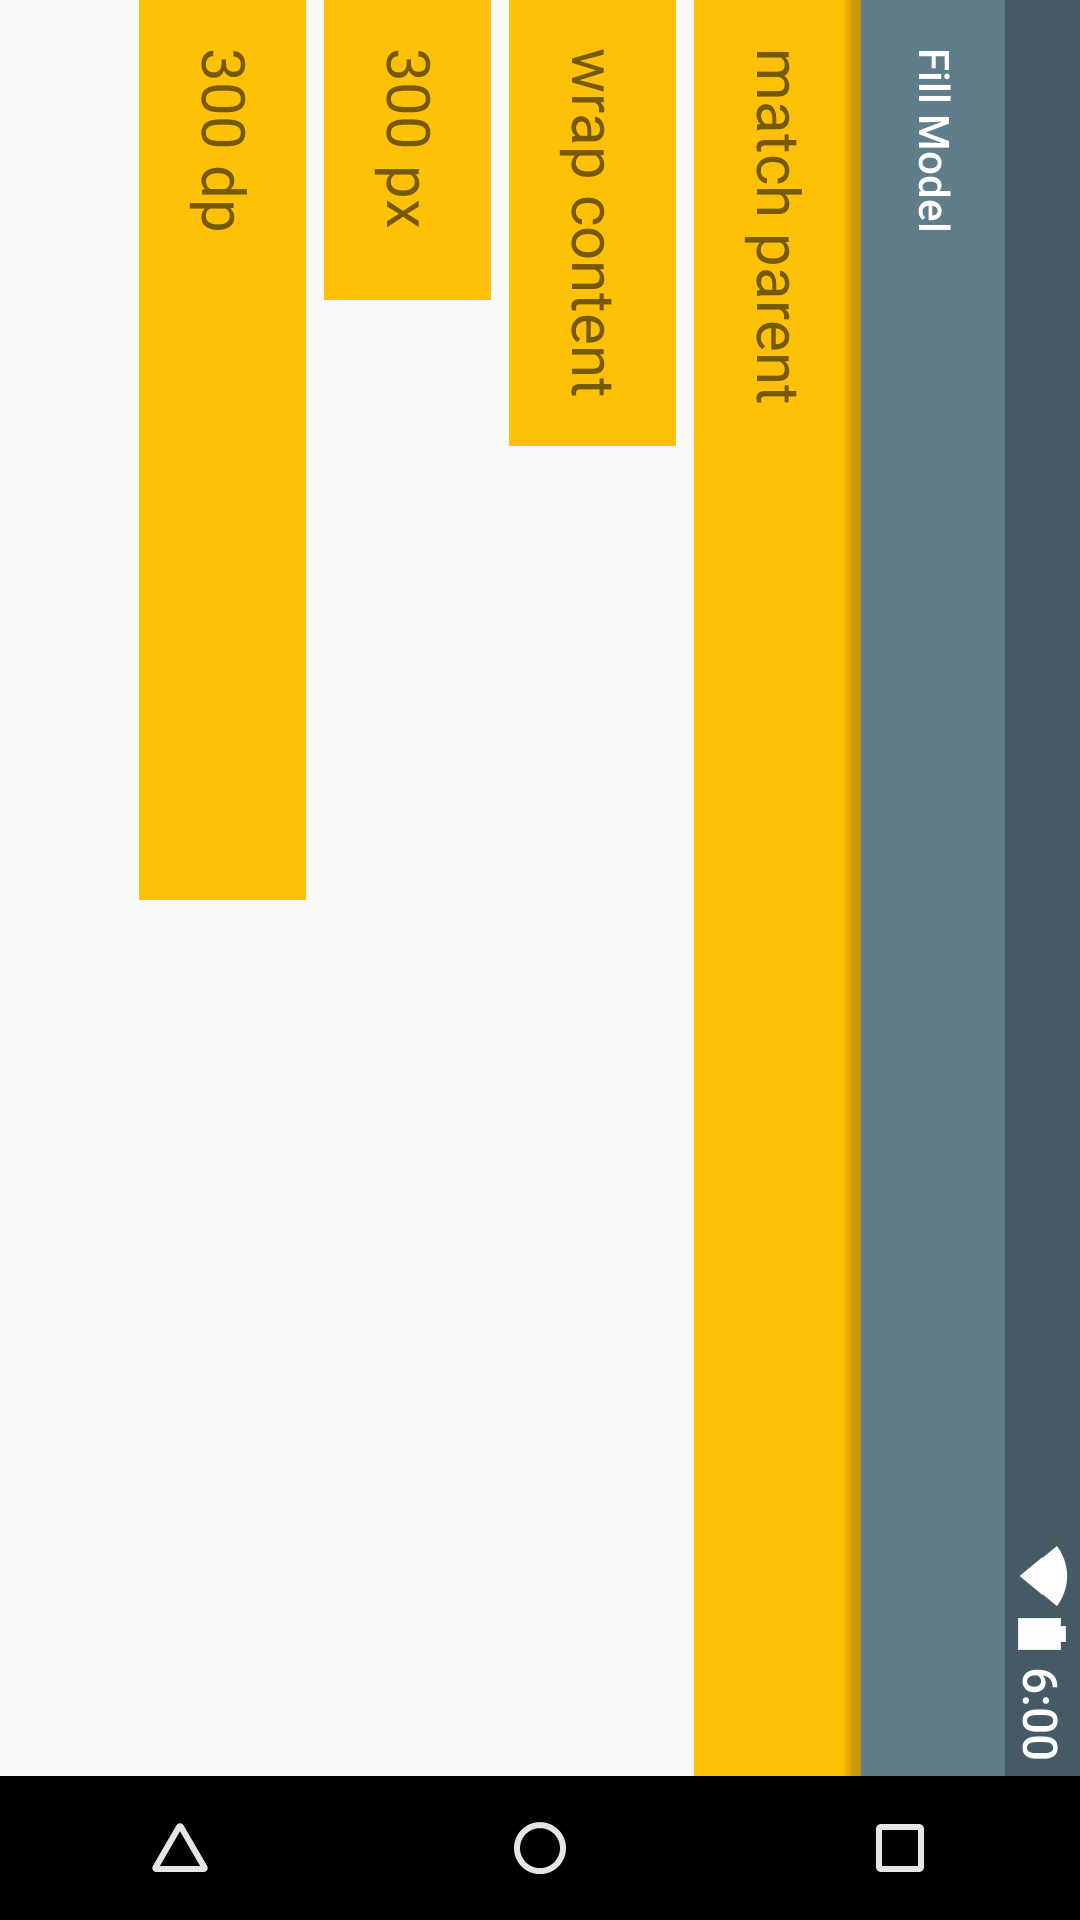 6:00
Fill Model
match parent
wrap content
300 px
300 dp